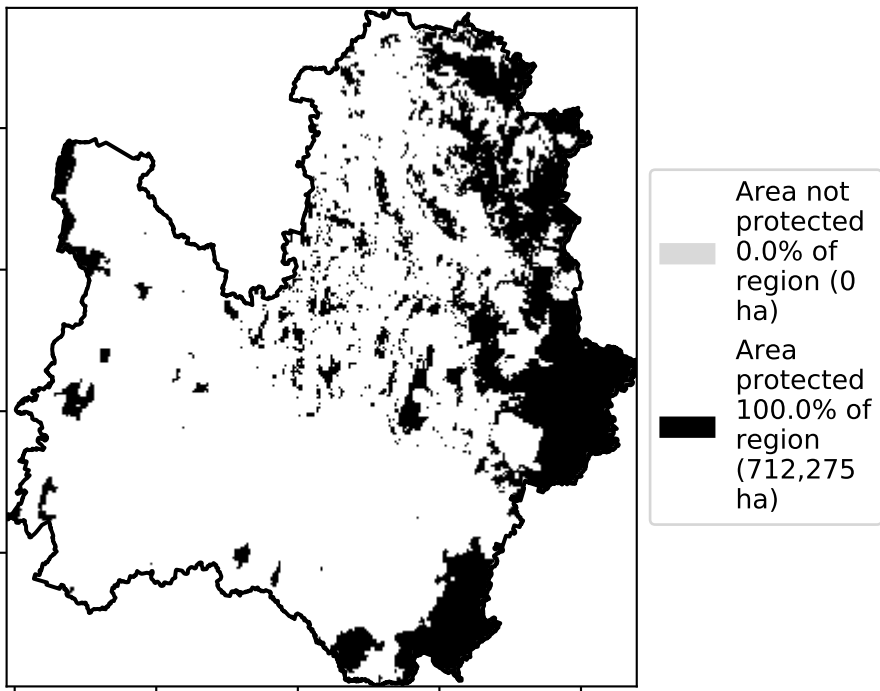 Area not
protected
0.0% of
region (0
ha)
Area
protected
100.0% of
region
(712,275
ha)